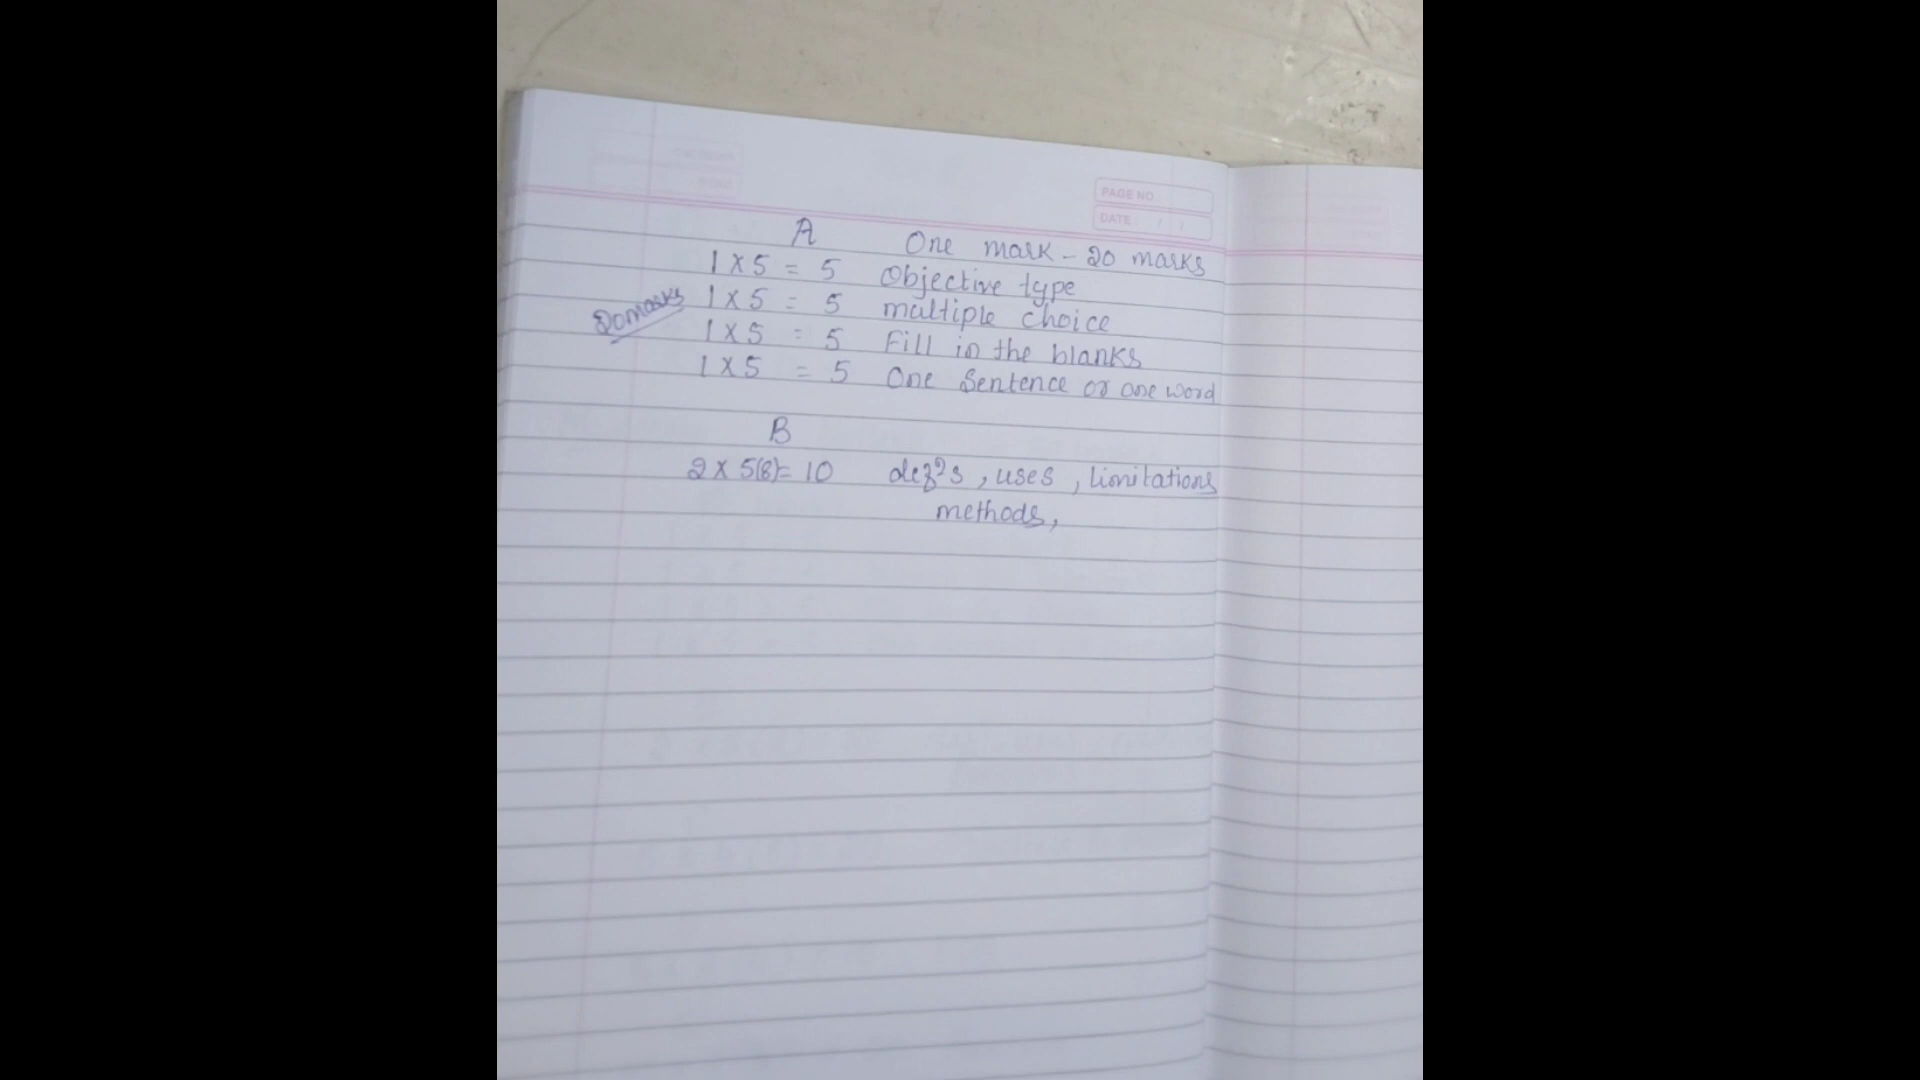 PAGE NO.
DATE / /
A One mark - 20 marks
1 x 5 = 5 Objective type
20 marks 1 x 5 = 5 multiple choice
1 x 5 = 5 Fill in the blanks
1 x 5 = 5 One Sentence or one word
B
2 x 5(8)= 10 def²s, uses, limitations
methods,